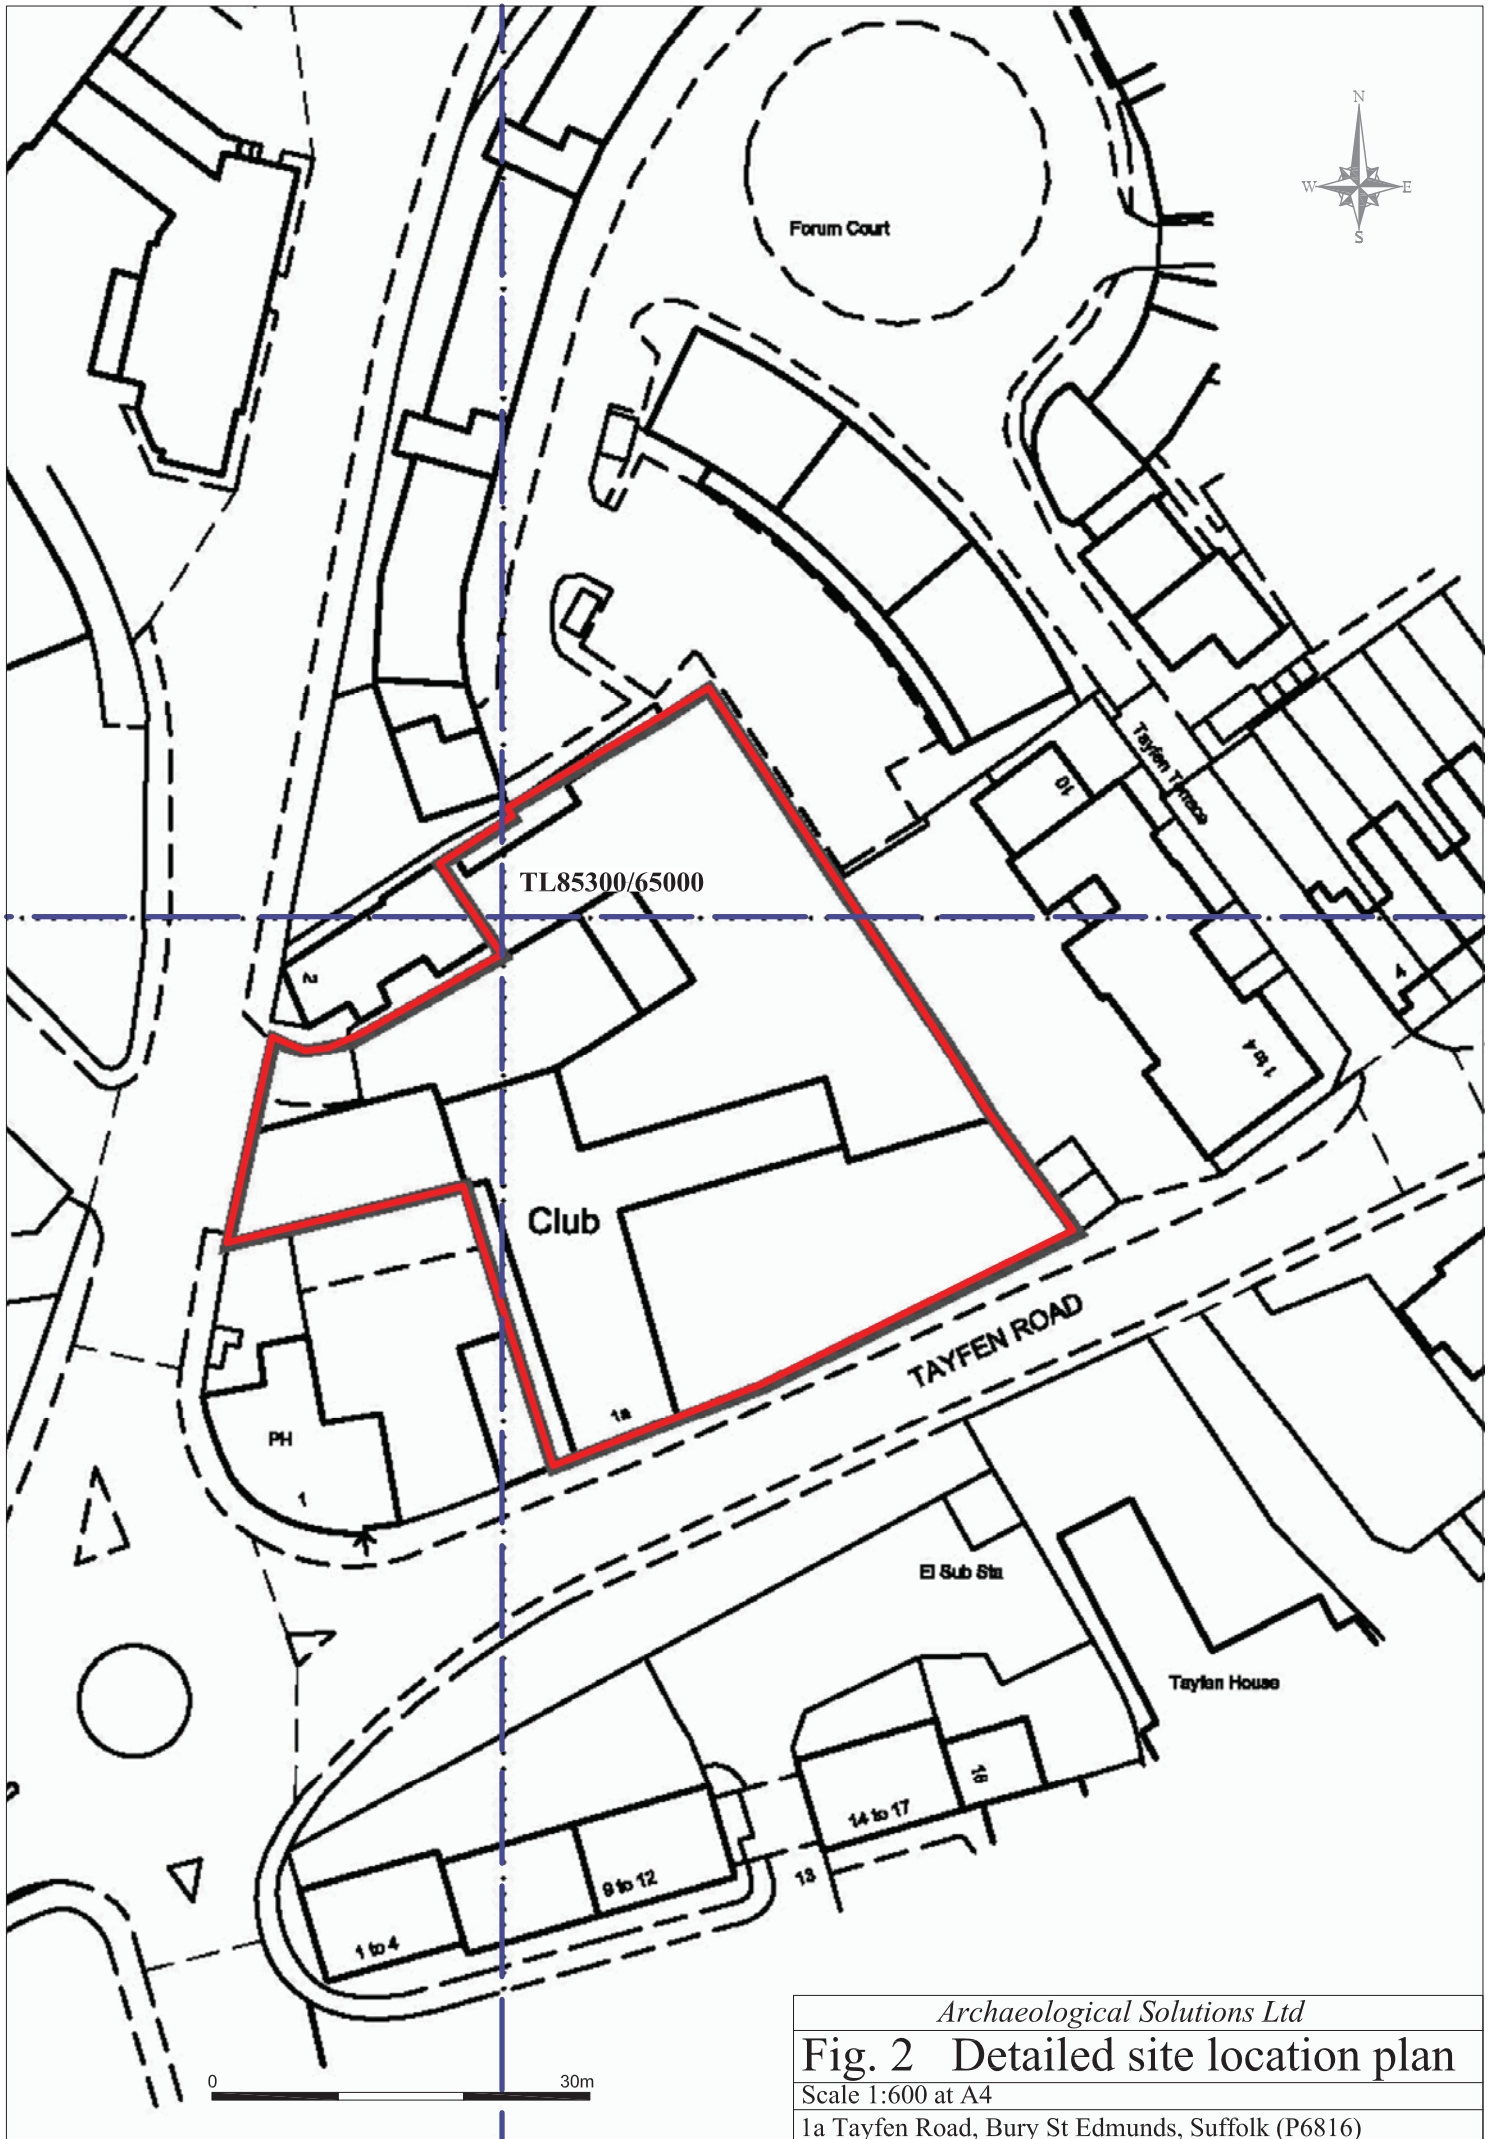 N
W E
S
Forum Court
Tayfen Terrace
10
TL85300/65000
2
4
1 to 4
Club
TAYFEN ROAD
1a
PH
1
El Sub Sta
Tayfen House
16
14 to 17
13
9 to 12
1 to 4
0 30m
Archaeological Solutions Ltd
Fig. 2 Detailed site location plan
Scale 1:600 at A4
1a Tayfen Road, Bury St Edmunds, Suffolk (P6816)